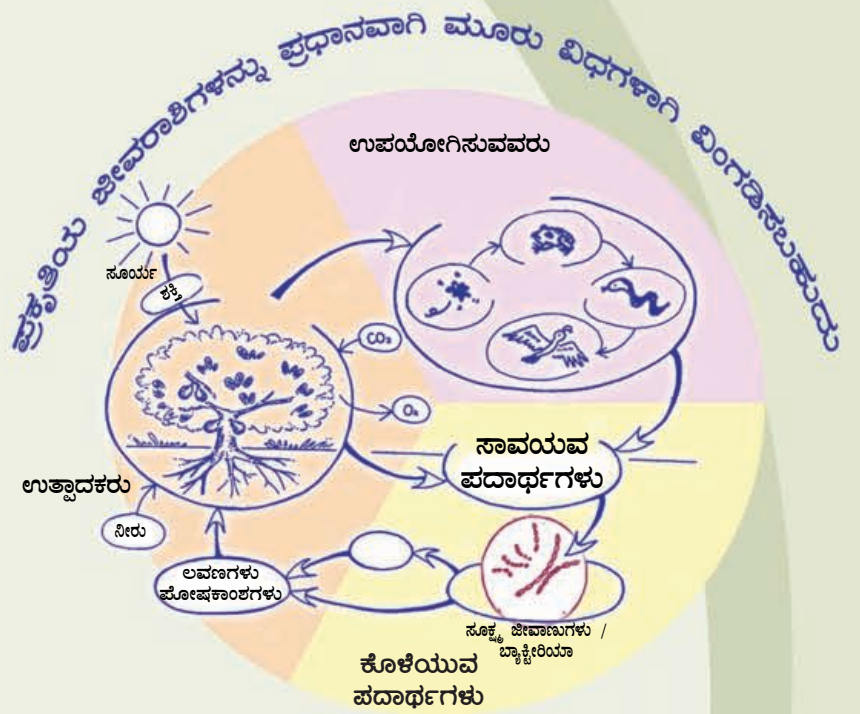 ಪ್ರಕೃತಿಯ ಜೀವರಾಶಿಗಳನ್ನು ಪ್ರಧಾನವಾಗಿ ಮೂರು ವಿಧಗಳಾಗಿ ವಿಂಗಡಿಸಬಹುದು
ಉಪಯೋಗಿಸುವವರು
ಸೂರ್ಯ
ಶಕ್ತಿ
CO₂
O₂
ಉತ್ಪಾದಕರು
ನೀರು
ಸಾವಯವ
ಪದಾರ್ಥಗಳು
ಲವಣಗಳು
ಪೋಷಕಾಂಶಗಳು
ಸೂಕ್ಷ್ಮ ಜೀವಾಣುಗಳು /
ಬ್ಯಾಕ್ಟೀರಿಯಾ
ಕೊಳೆಯುವ
ಪದಾರ್ಥಗಳು